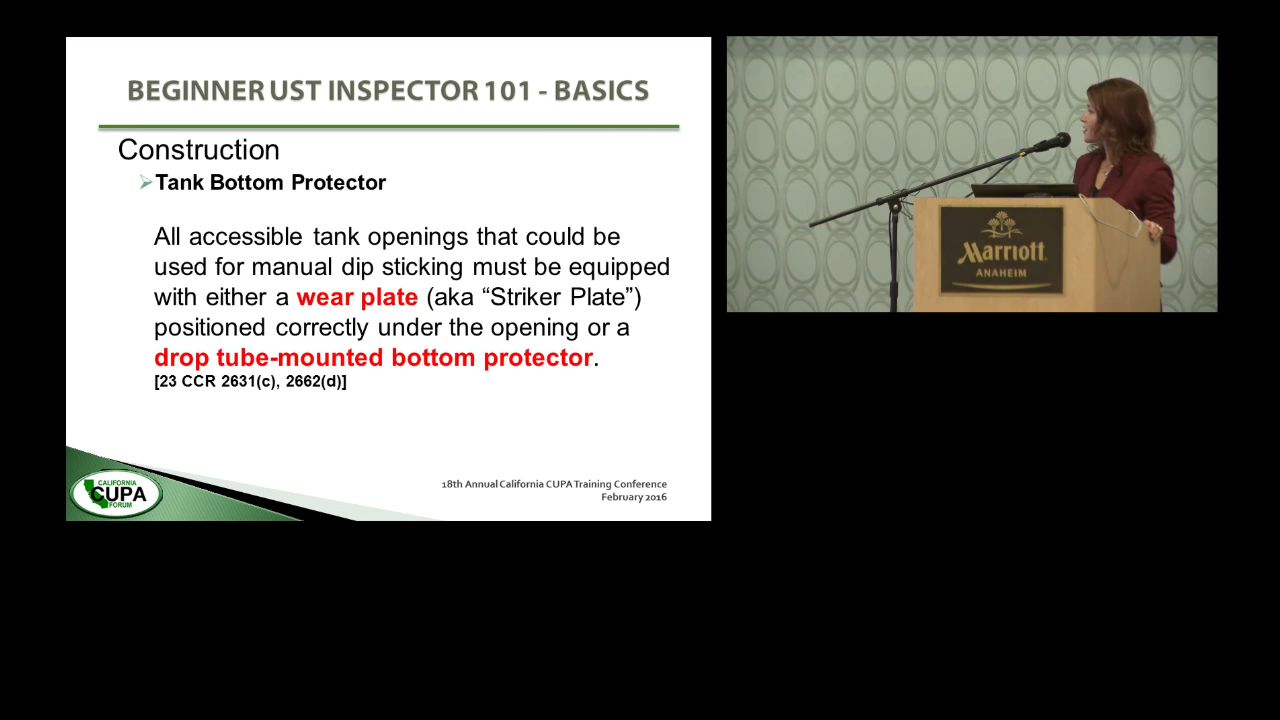 BEGINNER UST INSPECTOR 101 - BASICS
Construction
Tank Bottom Protector
All accessible tank openings that could be
used for manual dip sticking must be equipped
with either a wear plate (aka “Striker Plate”)
positioned correctly under the opening or a
drop tube-mounted bottom protector.
[23 CCR 2631(c), 2662(d)]
CALIFORNIA
CUPA
FORUM
18th Annual California CUPA Training Conference
February 2016
Marriott
ANAHEIM